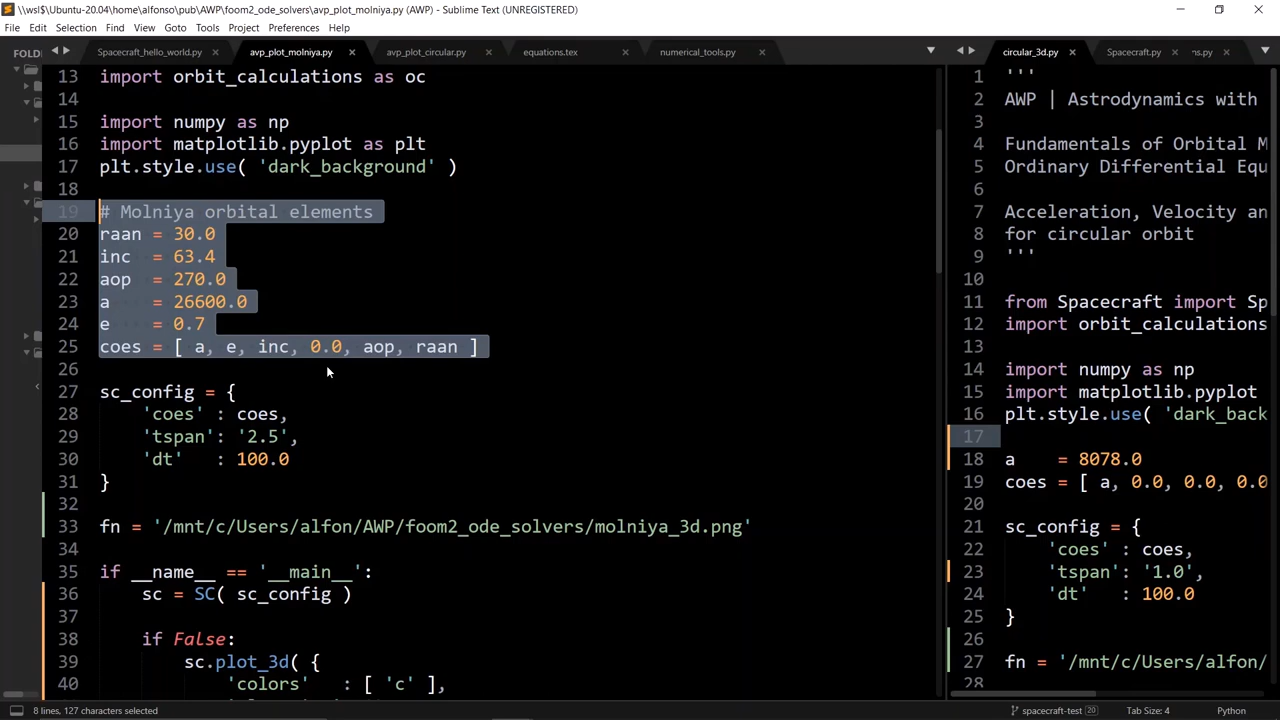 \\wsl$\Ubuntu-20.04\home\alfonso\pub\AWP\foom2_ode_solvers\avp_plot_molniya.py (AWP) - Sublime Text (UNREGISTERED)
File Edit Selection Find View Goto Tools Project Preferences Help
FOLD
Spacecraft_hello_world.py avp_plot_molniya.py avp_plot_circular.py equations.tex numerical_tools.py
13 import orbit_calculations as oc
14
15 import numpy as np
16 import matplotlib.pyplot as plt
17 plt.style.use( 'dark_background' )
18
19 # Molniya orbital elements
20 raan = 30.0
21 inc  = 63.4
22 aop  = 270.0
23 a    = 26600.0
24 e    = 0.7
25 coes = [ a, e, inc, 0.0, aop, raan ]
26
27 sc_config = {
28     'coes' : coes,
29     'tspan': '2.5',
30     'dt'   : 100.0
31 }
32
33 fn = '/mnt/c/Users/alfon/AWP/foom2_ode_solvers/molniya_3d.png'
34
35 if __name__ == '__main__':
36     sc = SC( sc_config )
37
38     if False:
39         sc.plot_3d( {
40             'colors'   : [ 'c' ],
circular_3d.py Spacecraft.py ns.py
1 '''
2 AWP | Astrodynamics with
3
4 Fundamentals of Orbital M
5 Ordinary Differential Equ
6
7 Acceleration, Velocity an
8 for circular orbit
9 '''
10
11 from Spacecraft import Sp
12 import orbit_calculations
13
14 import numpy as np
15 import matplotlib.pyplot
16 plt.style.use( 'dark_back
17
18 a    = 8078.0
19 coes = [ a, 0.0, 0.0, 0.0
20
21 sc_config = {
22     'coes' : coes,
23     'tspan': '1.0',
24     'dt'   : 100.0
25 }
26
27 fn = '/mnt/c/Users/alfon/
28
8 lines, 127 characters selected
spacecraft-test 20 Tab Size: 4 Python